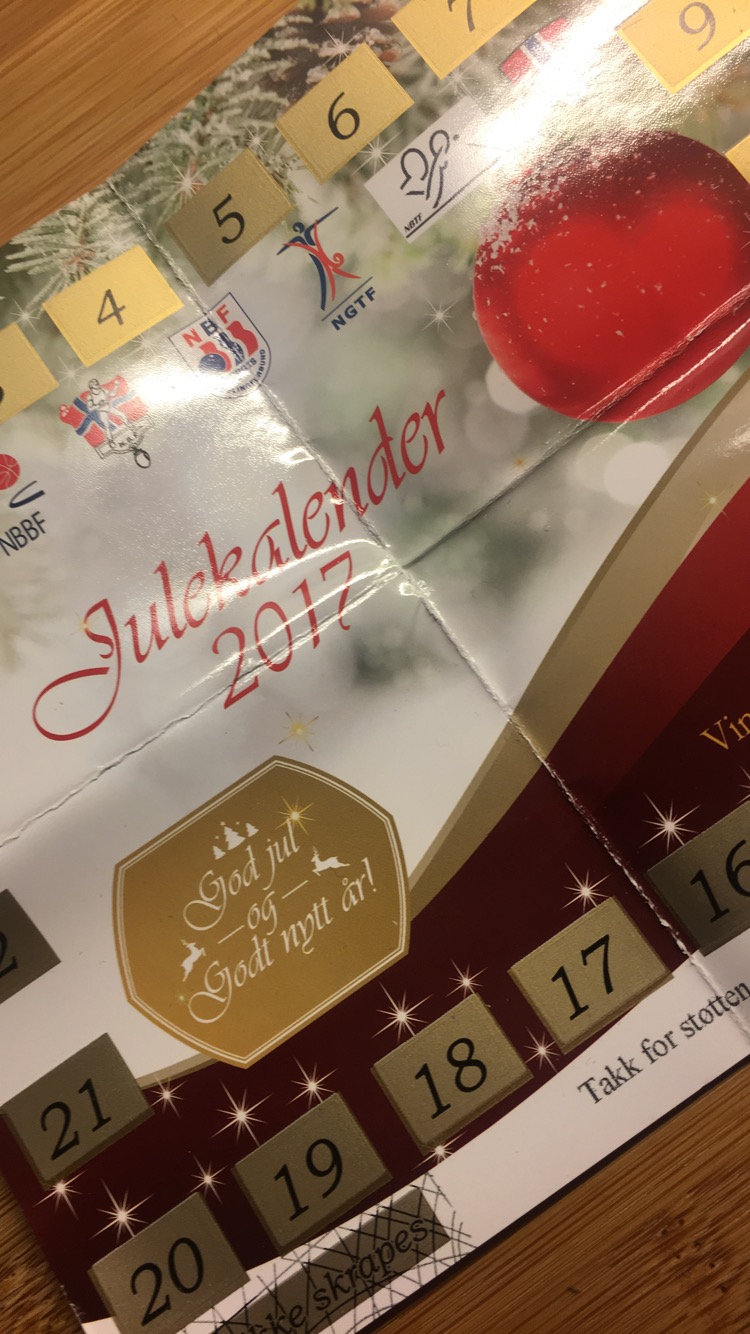 7
9
6
5
4
NBTF
NGTF
NBF
NBBF
Julekalender
2017
God jul
– og –
Godt nytt år!
16
17
18
19
20
21
Takk for støtten
skrapes